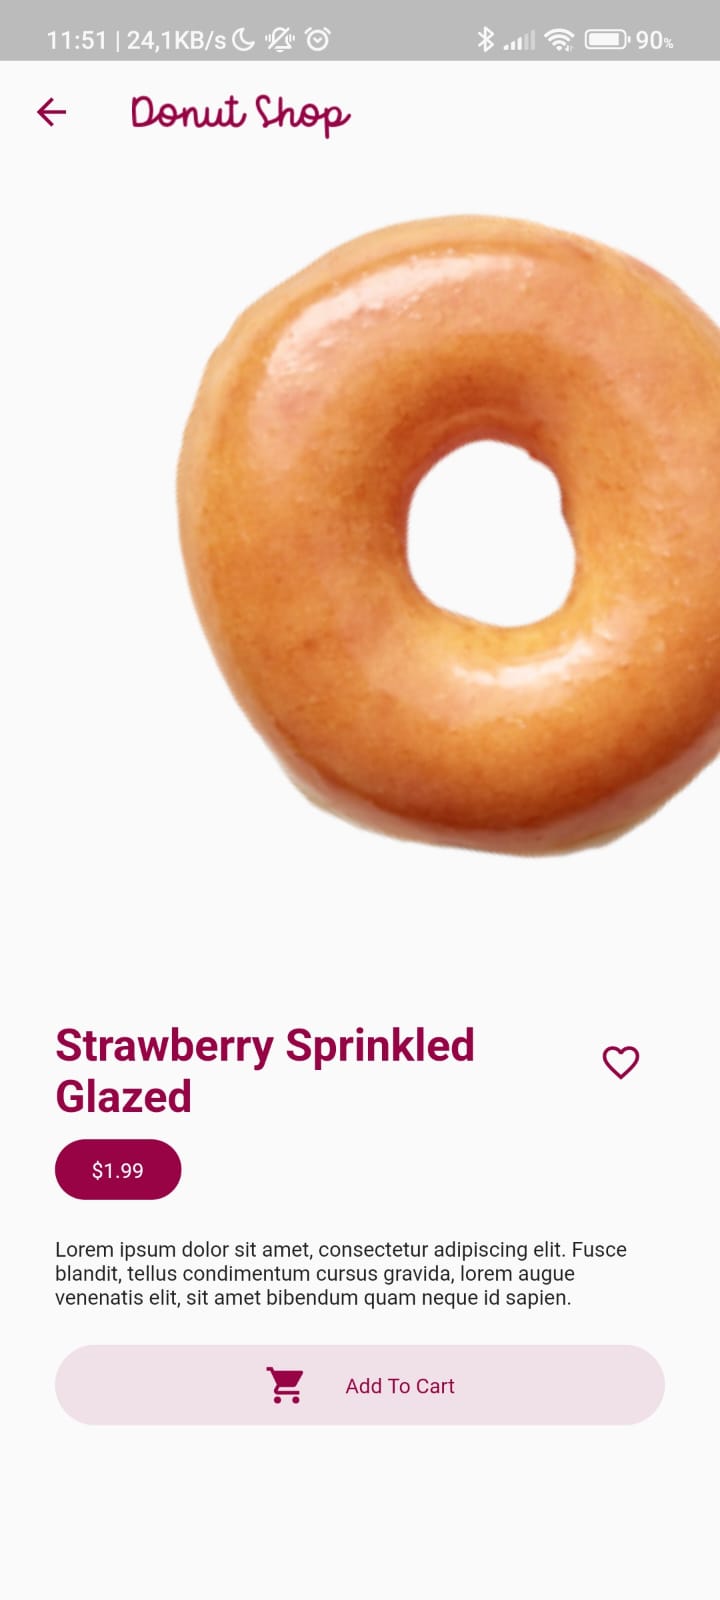 11:51 | 24,1KB/s 90%
Donut Shop
Strawberry Sprinkled
Glazed
$1.99
Lorem ipsum dolor sit amet, consectetur adipiscing elit. Fusce
blandit, tellus condimentum cursus gravida, lorem augue
venenatis elit, sit amet bibendum quam neque id sapien.
Add To Cart